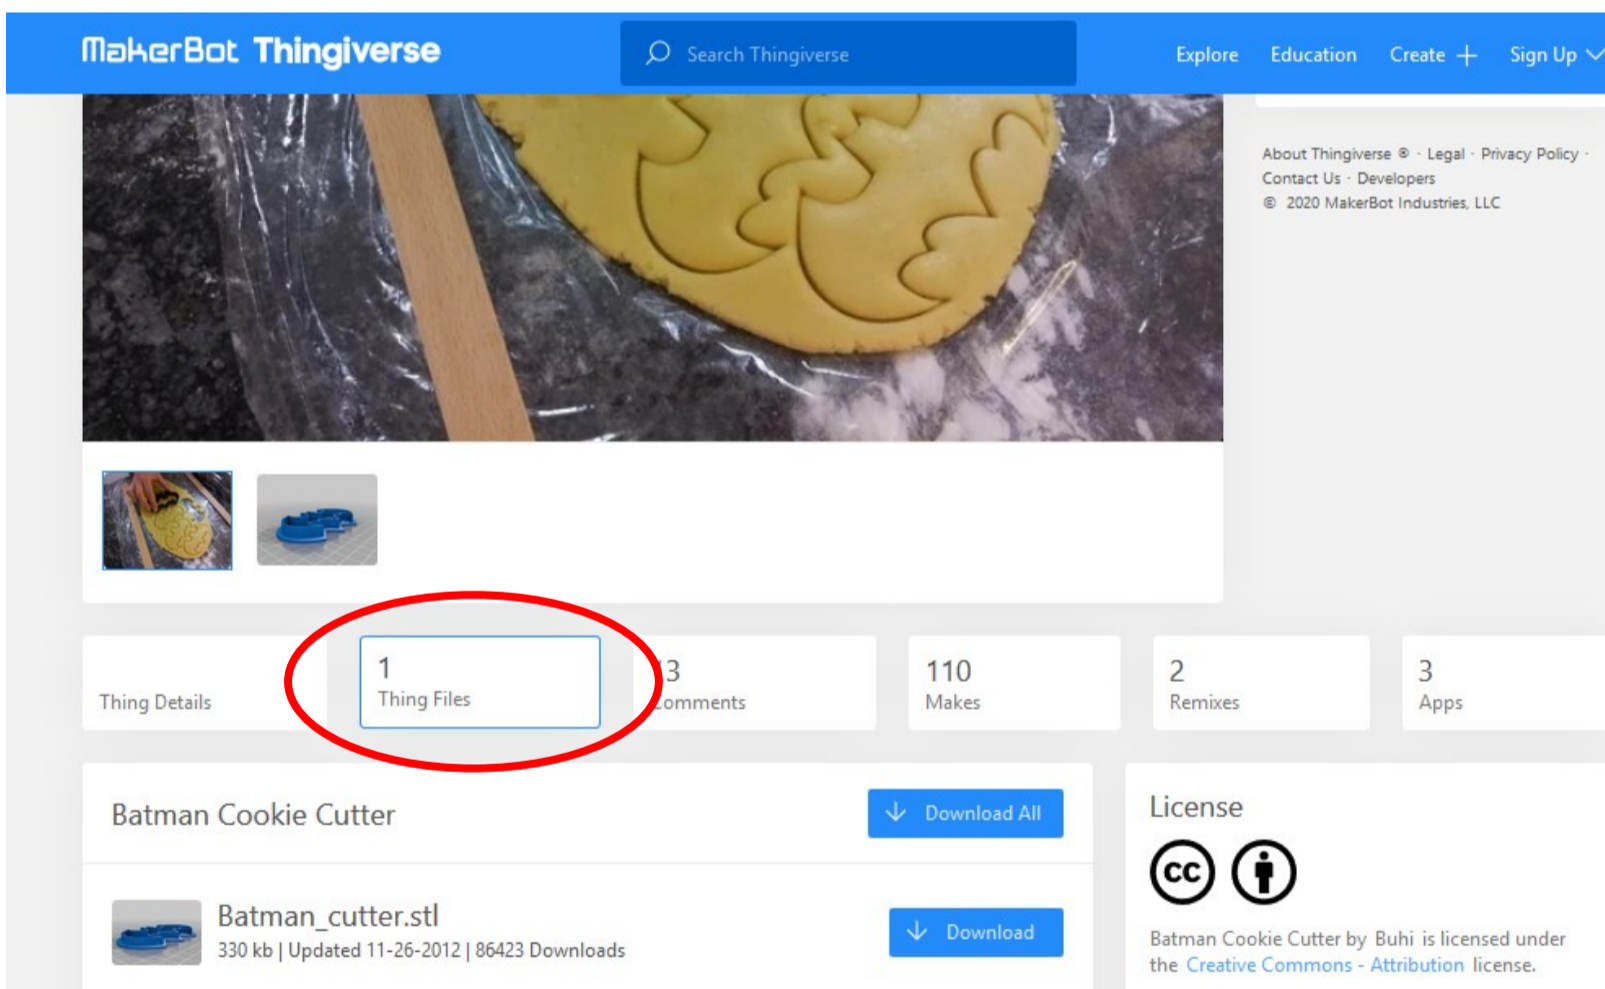 MakerBot Thingiverse
Search Thingiverse
Explore
Education
Create
Sign Up
About Thingiverse ® · Legal · Privacy Policy ·
Contact Us · Developers
© 2020 MakerBot Industries, LLC
Thing Details
1
Thing Files
3
omments
110
Makes
2
Remixes
3
Apps
Batman Cookie Cutter
Download All
Batman_cutter.stl
330 kb | Updated 11-26-2012 | 86423 Downloads
Download
License
cc
Batman Cookie Cutter by Buhi is licensed under
the Creative Commons - Attribution license.